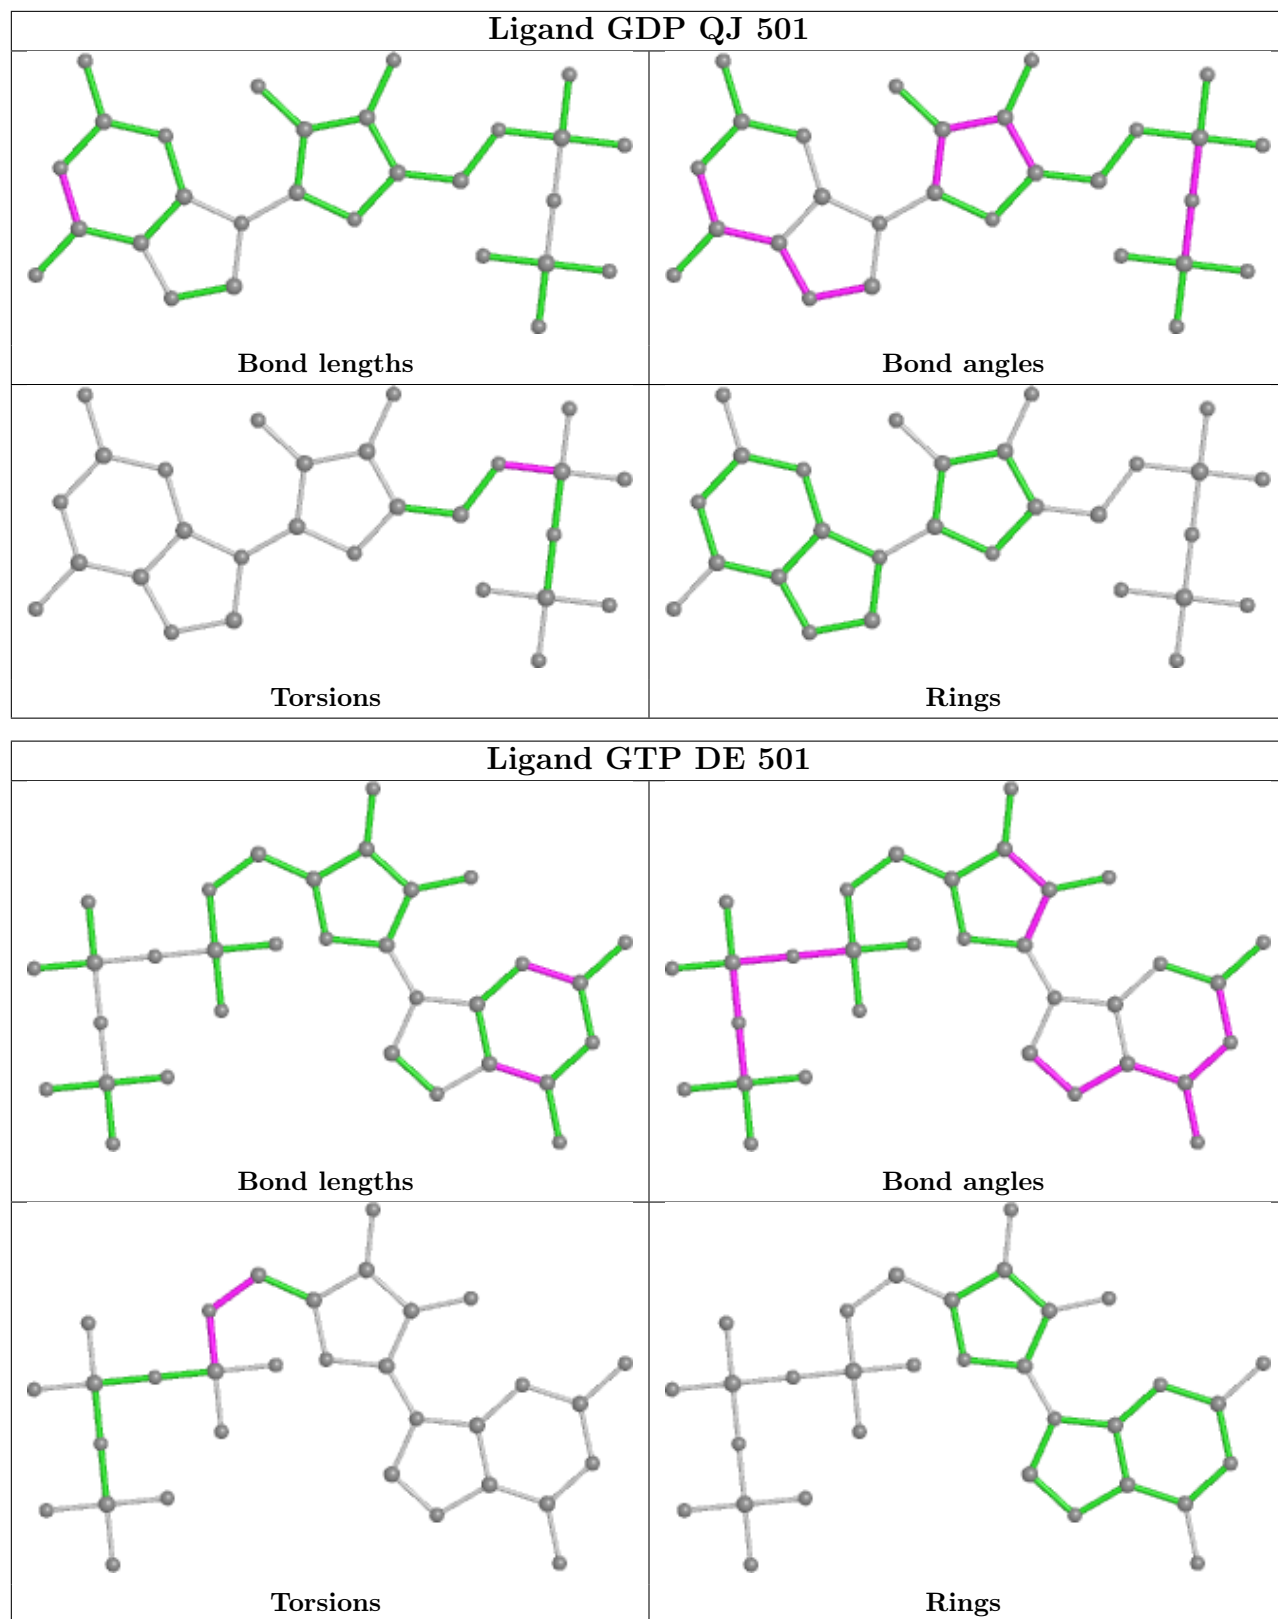 Ligand GDP QJ 501
Bond lengths
Bond angles
Torsions
Rings
Ligand GTP DE 501
Bond lengths
Bond angles
Torsions
Rings